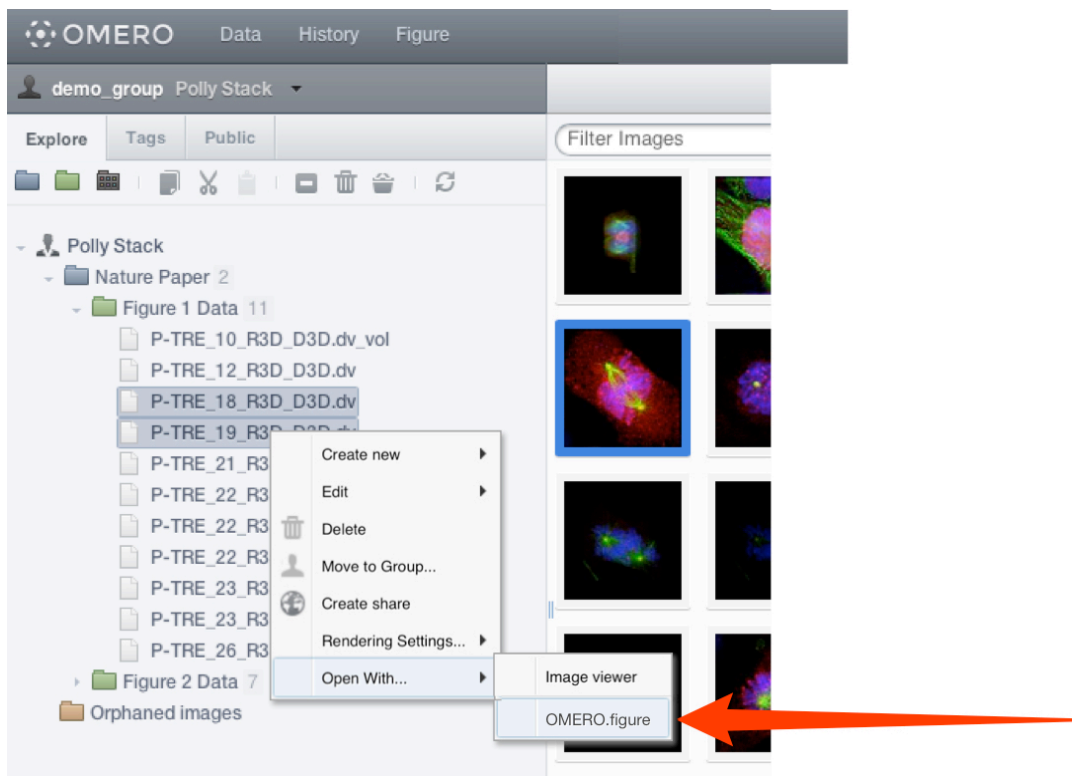 OMERO Data History Figure
demo_group Polly Stack
Explore Tags Public
Filter Images
Polly Stack
Nature Paper 2
Figure 1 Data 11
P-TRE_10_R3D_D3D.dv_vol
P-TRE_12_R3D_D3D.dv
P-TRE_18_R3D_D3D.dv
P-TRE_19_R3D_D3D.dv
P-TRE_21_R3
P-TRE_22_R3
P-TRE_22_R3
P-TRE_22_R3
P-TRE_23_R3
P-TRE_23_R3
P-TRE_26_R3
Figure 2 Data 7
Orphaned images
Create new
Edit
Delete
Move to Group...
Create share
Rendering Settings...
Open With...
Image viewer
OMERO.figure